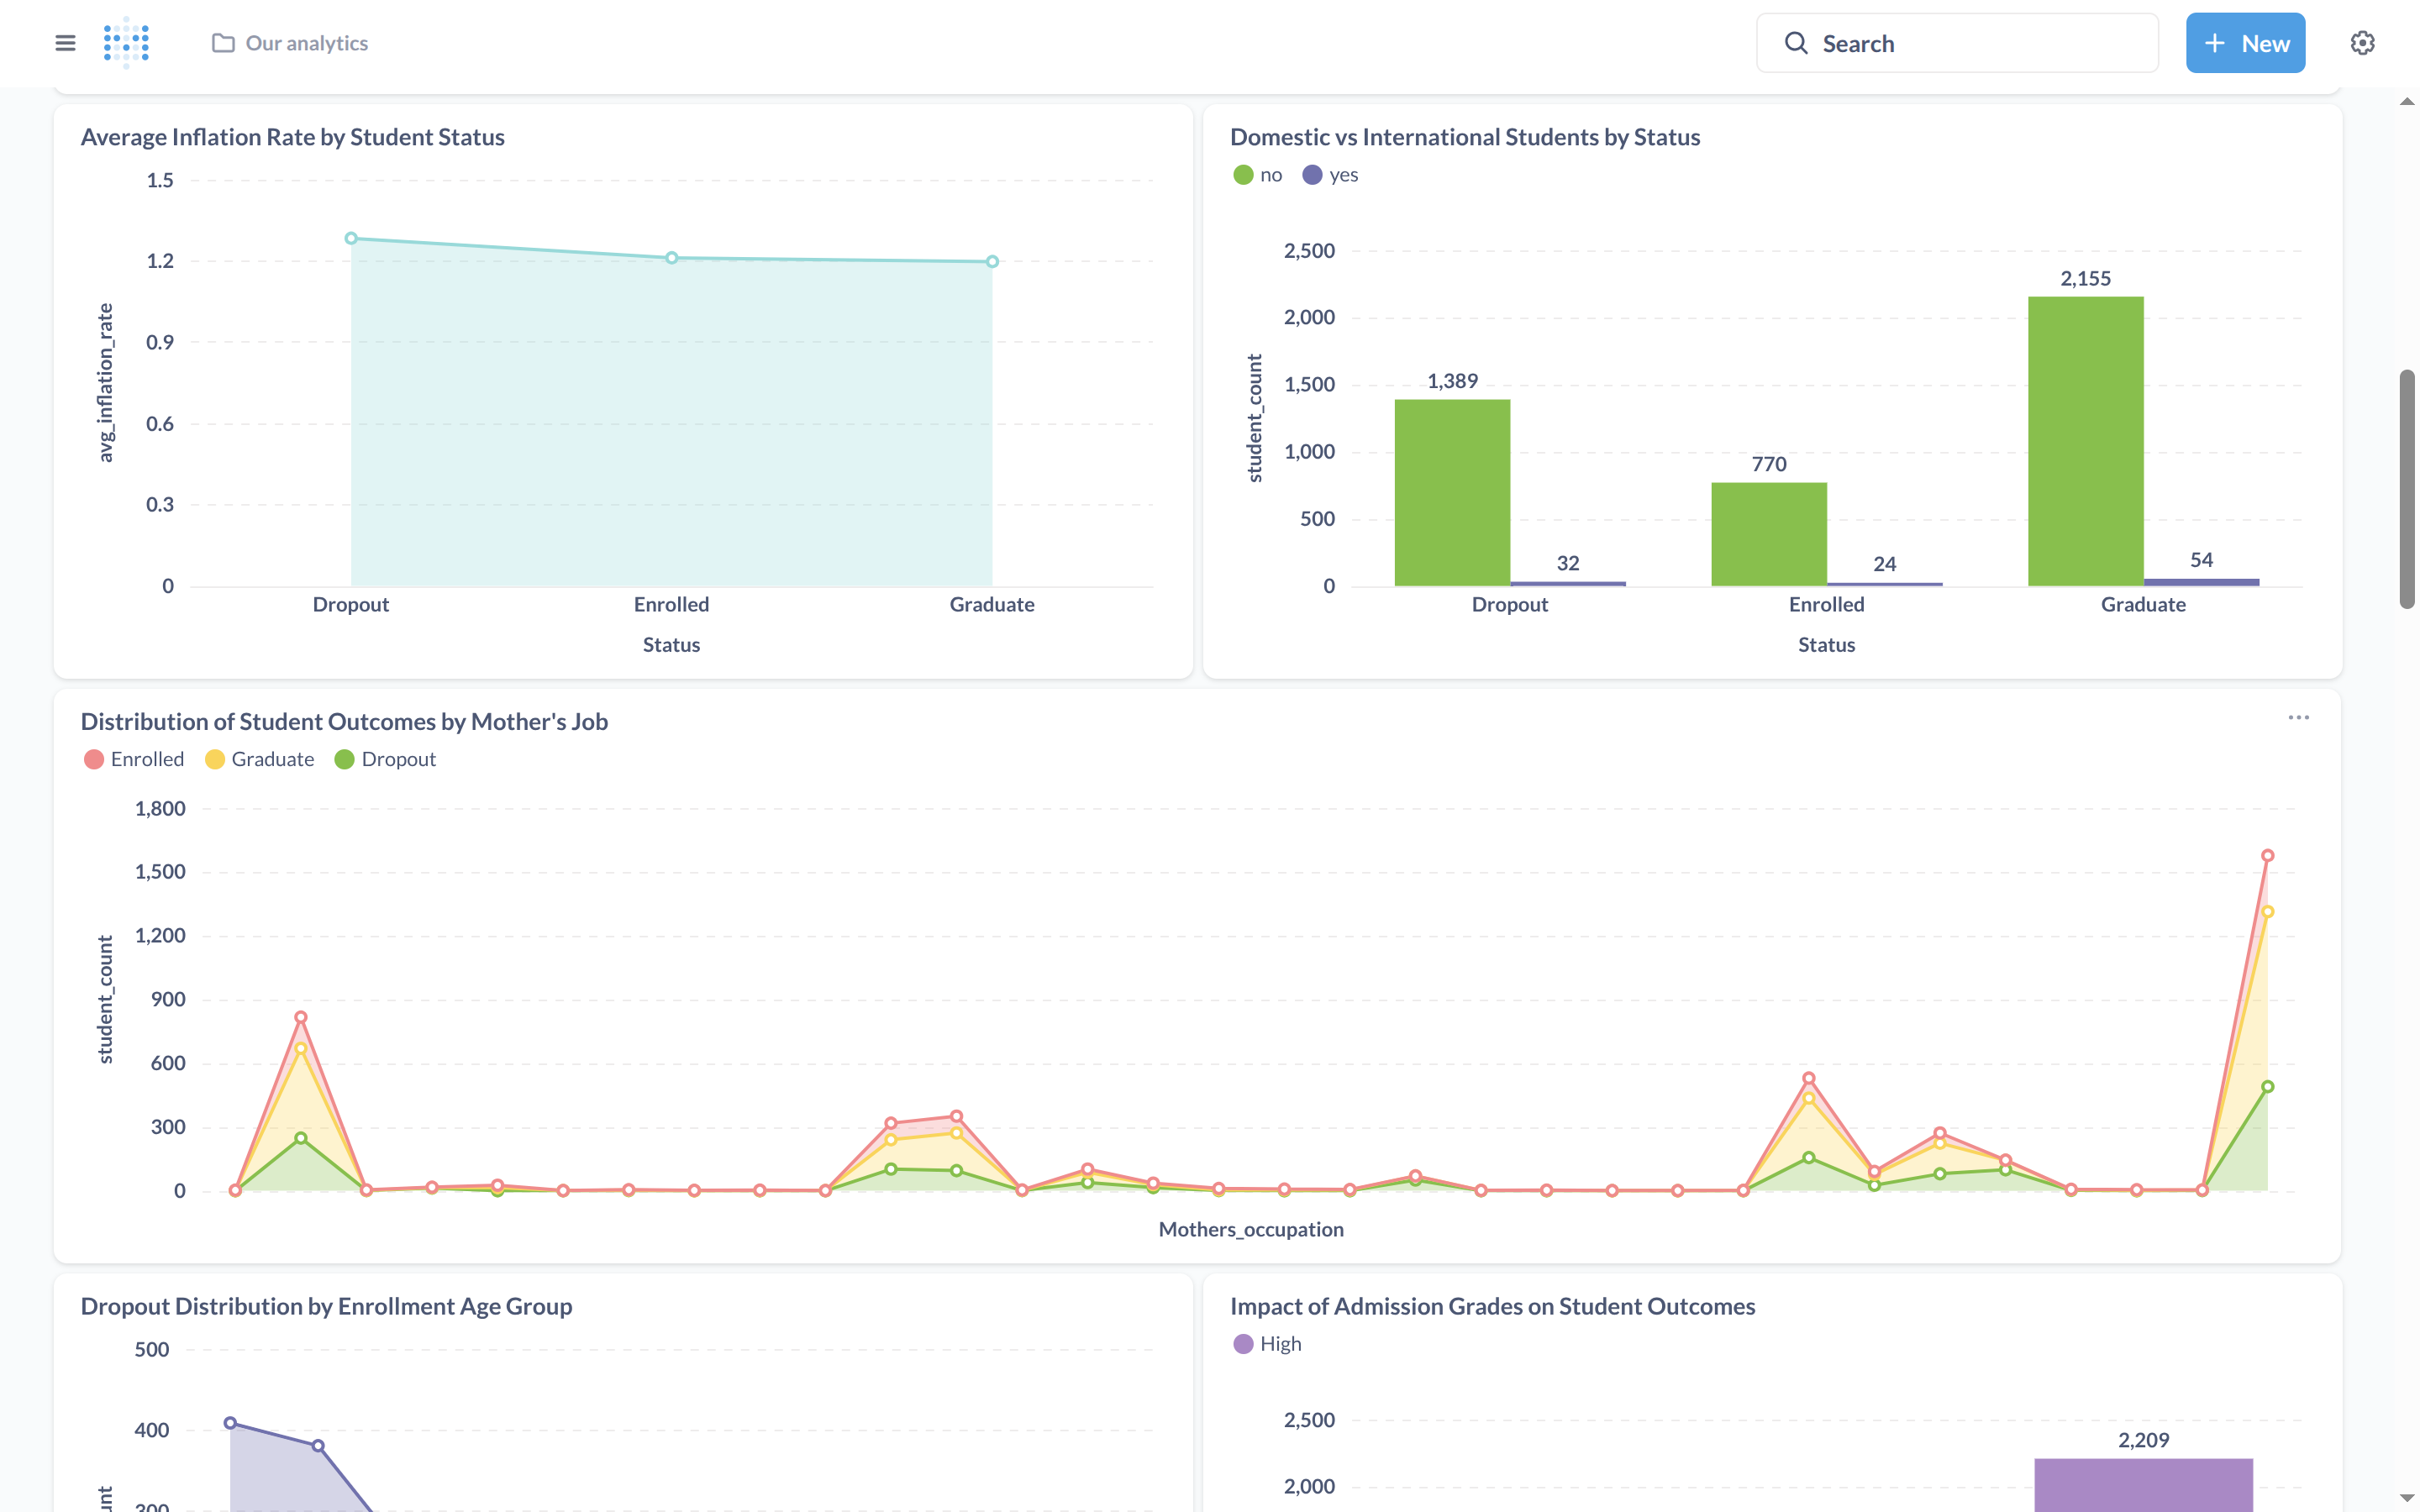 Our analytics
Search
New
Average Inflation Rate by Student Status
1.5
1.2
0.9
0.6
0.3
0
avg_inflation_rate
Dropout
Enrolled
Graduate
Status
Domestic vs International Students by Status
no
yes
2,500
2,000
1,500
1,000
500
0
student_count
1,389
32
770
24
2,155
54
Dropout
Enrolled
Graduate
Status
Distribution of Student Outcomes by Mother's Job
Enrolled
Graduate
Dropout
1,800
1,500
1,200
900
600
300
0
student_count
Mothers_occupation
Dropout Distribution by Enrollment Age Group
500
400
300
Impact of Admission Grades on Student Outcomes
High
2,500
2,000
2,209